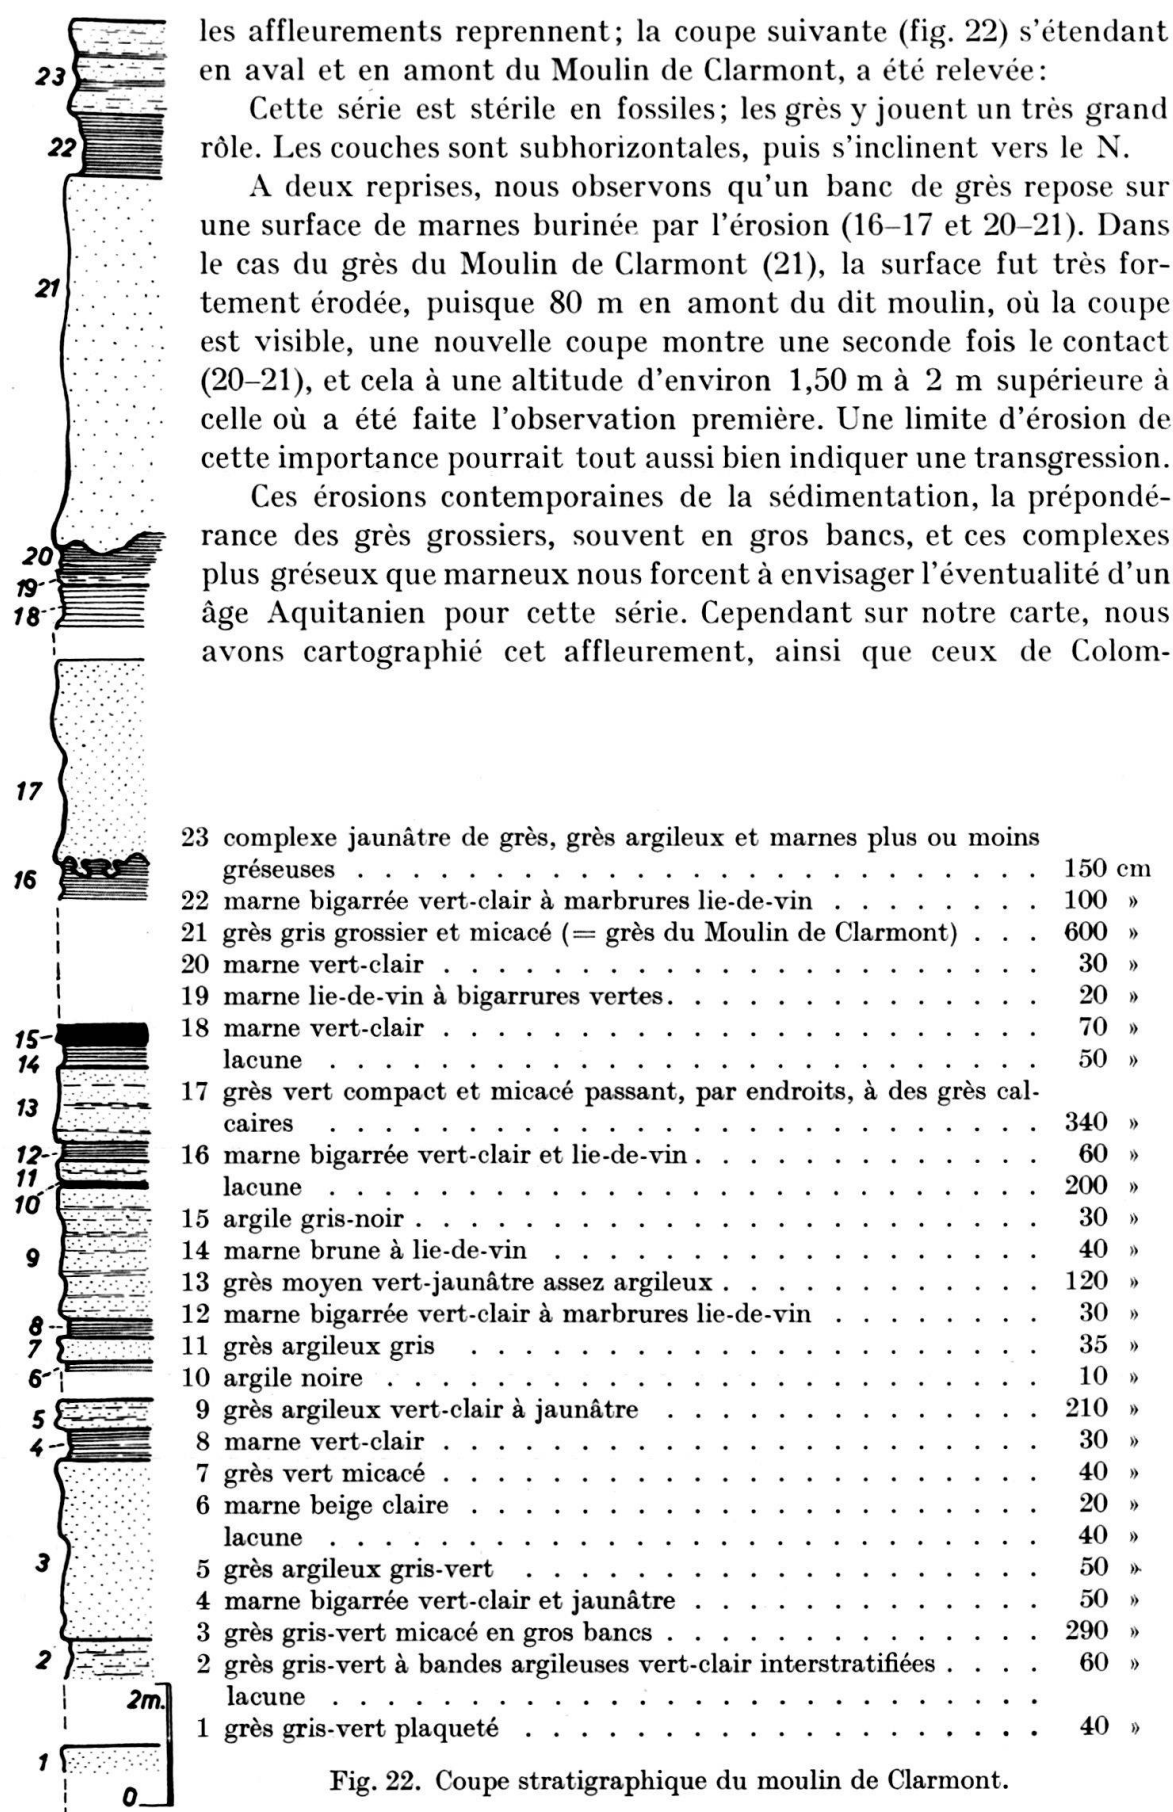 les affleurements reprennent; la coupe suivante (fig. 22) s'étendant
en aval et en amont du Moulin de Clarmont, a été relevée:
Cette série est stérile en fossiles; les grès y jouent un très grand
rôle. Les couches sont subhorizontales, puis s'inclinent vers le N.
A deux reprises, nous observons qu'un banc de grès repose sur
une surface de marnes burinée par l'érosion (16–17 et 20–21). Dans
le cas du grès du Moulin de Clarmont (21), la surface fut très for-
tement érodée, puisque 80 m en amont du dit moulin, où la coupe
est visible, une nouvelle coupe montre une seconde fois le contact
(20–21), et cela à une altitude d'environ 1,50 m à 2 m supérieure à
celle où a été faite l'observation première. Une limite d'érosion de
cette importance pourrait tout aussi bien indiquer une transgression.
Ces érosions contemporaines de la sédimentation, la prépondé-
rance des grès grossiers, souvent en gros bancs, et ces complexes
plus gréseux que marneux nous forcent à envisager l'éventualité d'un
âge Aquitanien pour cette série. Cependant sur notre carte, nous
avons cartographié cet affleurement, ainsi que ceux de Colom-
23
22
21
20
19
18
17
16
15
14
13
12
11
10
9
8
7
6
5
4
3
2
2m.
1
0
23 complexe jaunâtre de grès, grès argileux et marnes plus ou moins
gréseuses . . . . . . . . . . . . . . . . . . . . . . . . . 150 cm
22 marne bigarrée vert-clair à marbrures lie-de-vin . . . . . . . . 100 »
21 grès gris grossier et micacé (= grès du Moulin de Clarmont) . . . 600 »
20 marne vert-clair . . . . . . . . . . . . . . . . . . . . . . 30 »
19 marne lie-de-vin à bigarrures vertes. . . . . . . . . . . . . . 20 »
18 marne vert-clair . . . . . . . . . . . . . . . . . . . . . . 70 »
lacune . . . . . . . . . . . . . . . . . . . . . . . . . . 50 »
17 grès vert compact et micacé passant, par endroits, à des grès cal-
caires . . . . . . . . . . . . . . . . . . . . . . . . . . 340 »
16 marne bigarrée vert-clair et lie-de-vin . . . . . . . . . . . . . 60 »
lacune . . . . . . . . . . . . . . . . . . . . . . . . . . 200 »
15 argile gris-noir . . . . . . . . . . . . . . . . . . . . . . . 30 »
14 marne brune à lie-de-vin . . . . . . . . . . . . . . . . . . 40 »
13 grès moyen vert-jaunâtre assez argileux . . . . . . . . . . . . 120 »
12 marne bigarrée vert-clair à marbrures lie-de-vin . . . . . . . . 30 »
11 grès argileux gris . . . . . . . . . . . . . . . . . . . . . 35 »
10 argile noire . . . . . . . . . . . . . . . . . . . . . . . . 10 »
9 grès argileux vert-clair à jaunâtre . . . . . . . . . . . . . . 210 »
8 marne vert-clair . . . . . . . . . . . . . . . . . . . . . . 30 »
7 grès vert micacé . . . . . . . . . . . . . . . . . . . . . . 40 »
6 marne beige claire . . . . . . . . . . . . . . . . . . . . . 20 »
lacune . . . . . . . . . . . . . . . . . . . . . . . . . . 40 »
5 grès argileux gris-vert . . . . . . . . . . . . . . . . . . . 50 »
4 marne bigarrée vert-clair et jaunâtre . . . . . . . . . . . . . 50 »
3 grès gris-vert micacé en gros bancs . . . . . . . . . . . . . . 290 »
2 grès gris-vert à bandes argileuses vert-clair interstratifiées . . . . 60 »
lacune . . . . . . . . . . . . . . . . . . . . . . . . . .
1 grès gris-vert plaqueté . . . . . . . . . . . . . . . . . . . 40 »
Fig. 22. Coupe stratigraphique du moulin de Clarmont.